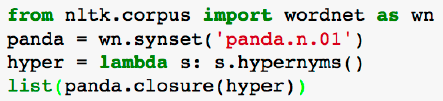 from nltk.corpus import wordnet as wn
panda = wn.synset('panda.n.01')
hyper = lambda s: s.hypernyms()
list(panda.closure(hyper))